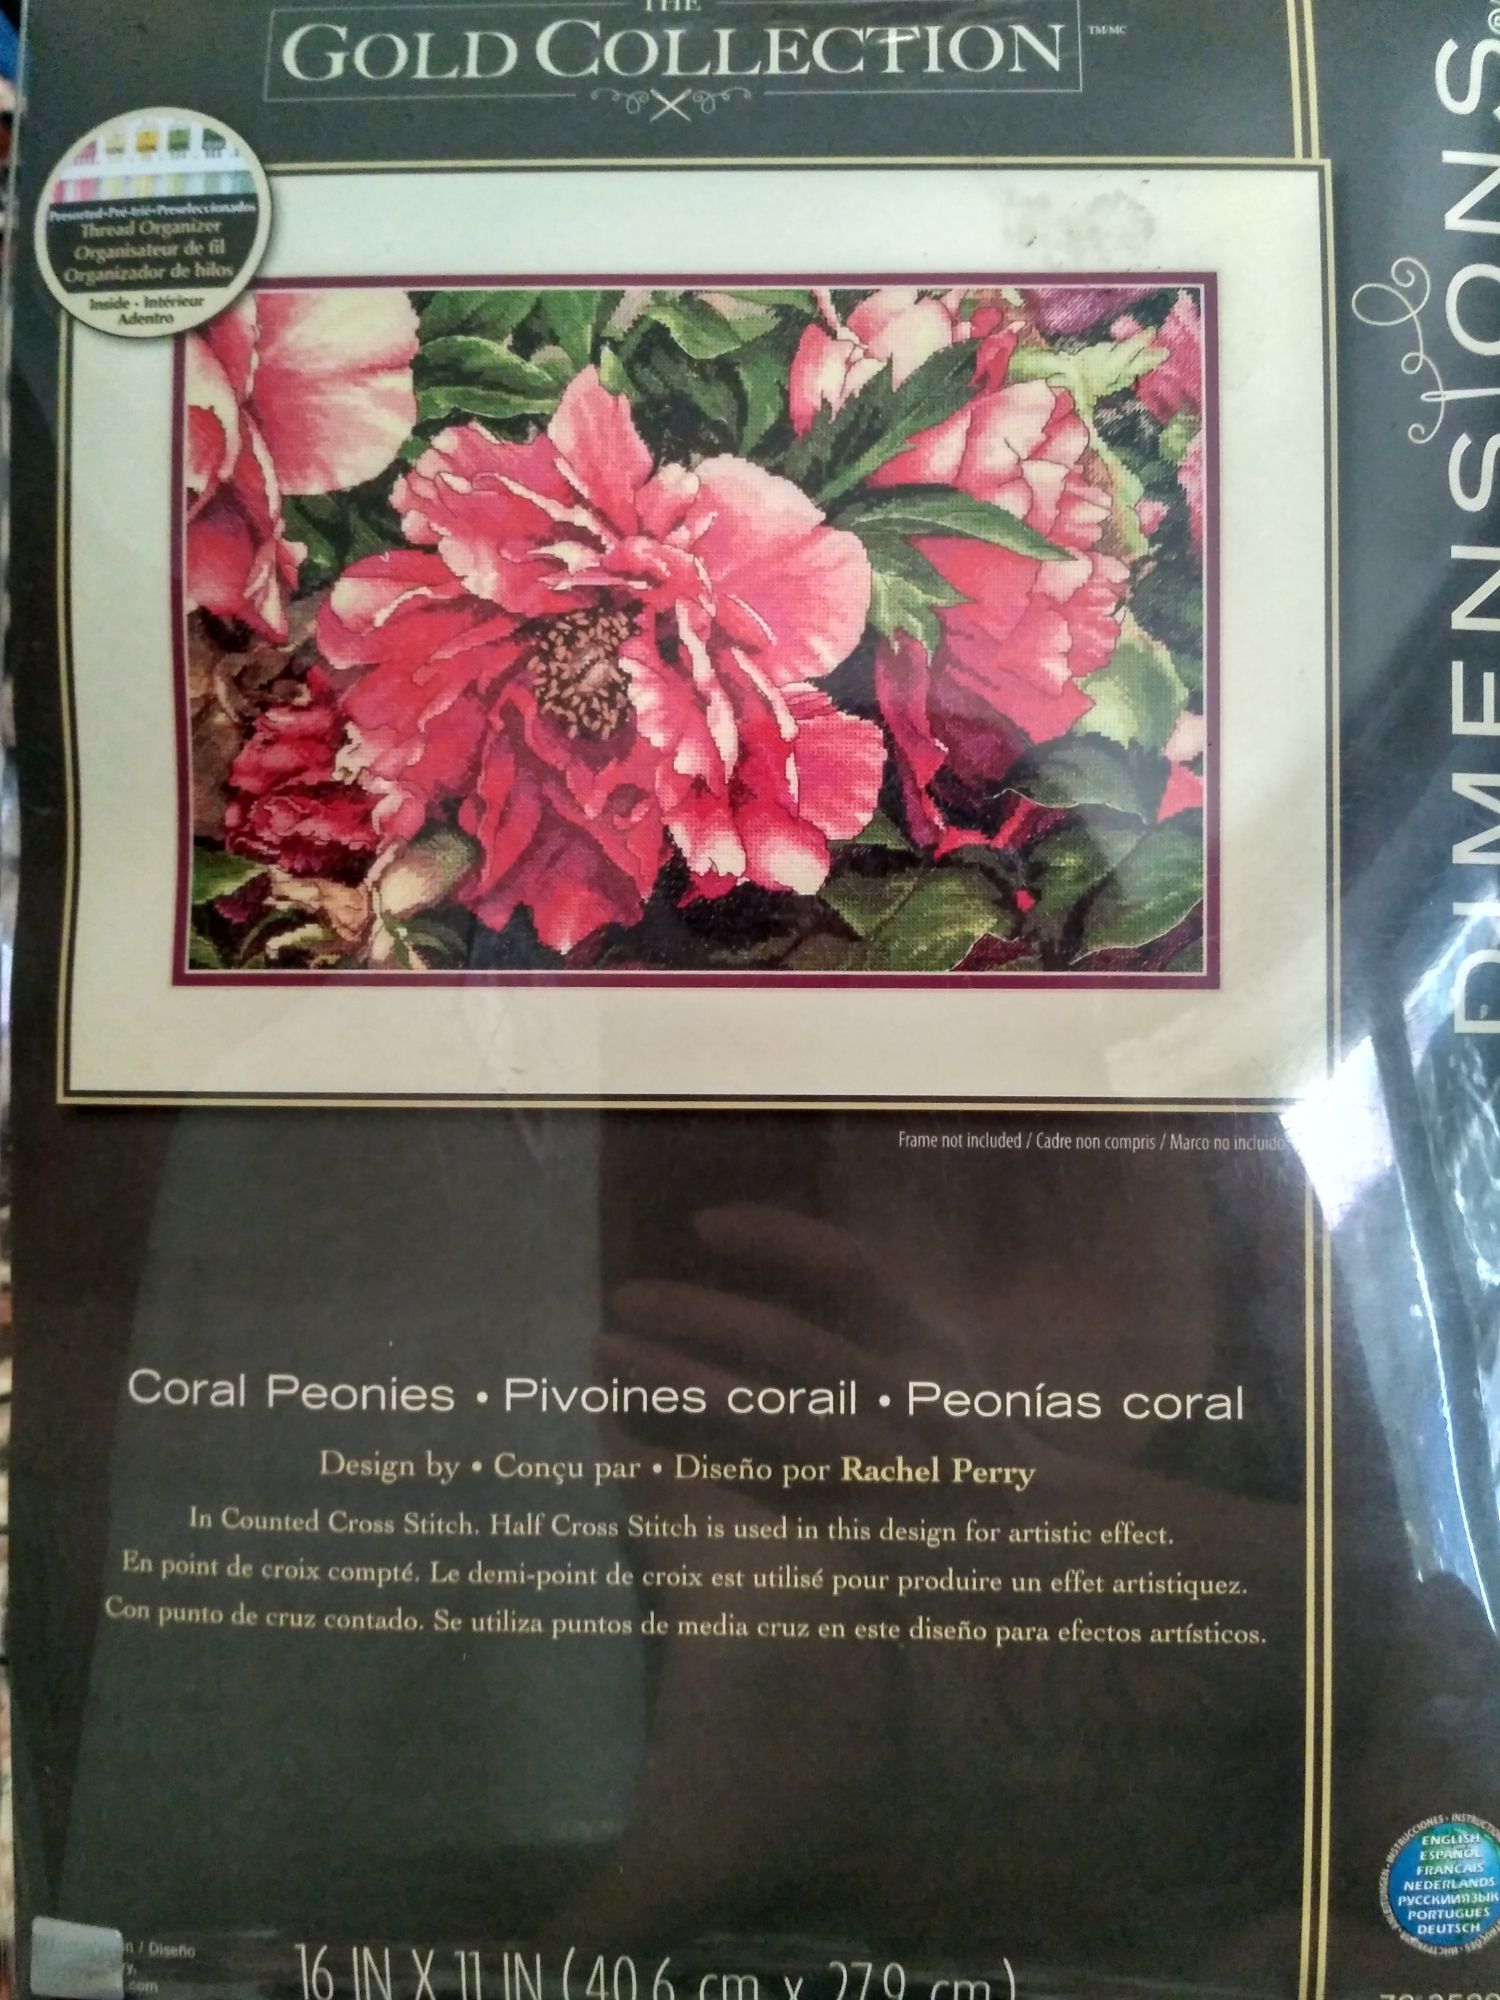 THE
GOLD COLLECTION
TM/MC
DIMENSIONS
Presorted•Pré-trié•Preseleccionados
Thread Organizer
Organisateur de fil
Organizador de hilos
Inside • Intérieur
Adentro
Frame not included / Cadre non compris / Marco no incluido
Coral Peonies • Pivoines corail • Peonías coral
Design by • Conçu par • Diseño por Rachel Perry
In Counted Cross Stitch. Half Cross Stitch is used in this design for artistic effect.
En point de croix compté. Le demi-point de croix est utilisé pour produire un effet artistiquez.
Con punto de cruz contado. Se utiliza puntos de media cruz en este diseño para efectos artísticos.
ENGLISH
ESPAÑOL
FRANCAIS
NEDERLANDS
РУССКИЙЯЗЫК
PORTUGUES
DEUTSCH
/ Diseño
.com
16 IN X 11 IN (40.6 cm x 27.9 cm)